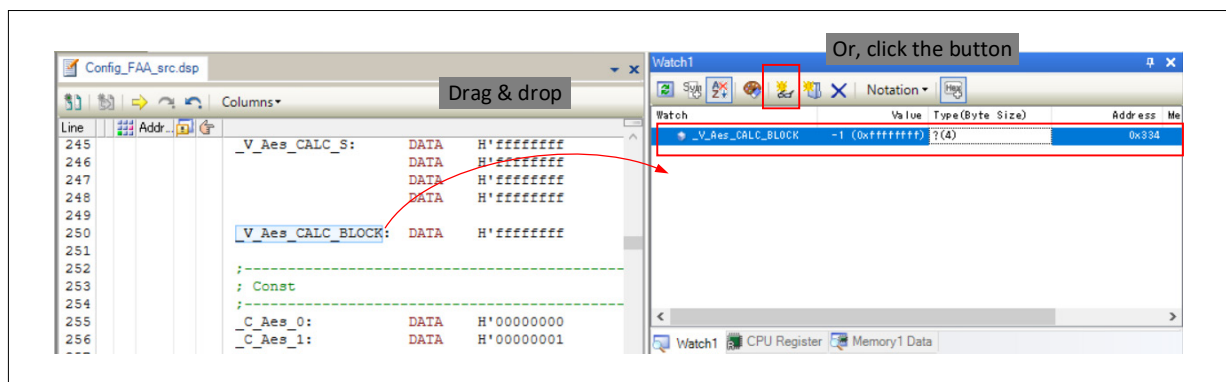 Or, click the button
Config_FAA_src.dsp
Watch1
Columns
Drag & drop
Notation
Hex
Line Addr...
Watch Value Type(Byte Size) Address Me
_V_Aes_CALC_BLOCK -1 (0xffffffff) ?(4) 0x334
245 _V_Aes_CALC_S: DATA H'ffffffff
246 DATA H'ffffffff
247 DATA H'ffffffff
248 DATA H'ffffffff
249
250 _V_Aes_CALC_BLOCK: DATA H'ffffffff
251
252 ;---------------------------------------------
253 ; Const
254 ;---------------------------------------------
255 _C_Aes_0: DATA H'00000000
256 _C_Aes_1: DATA H'00000001
Watch1 CPU Register Memory1 Data